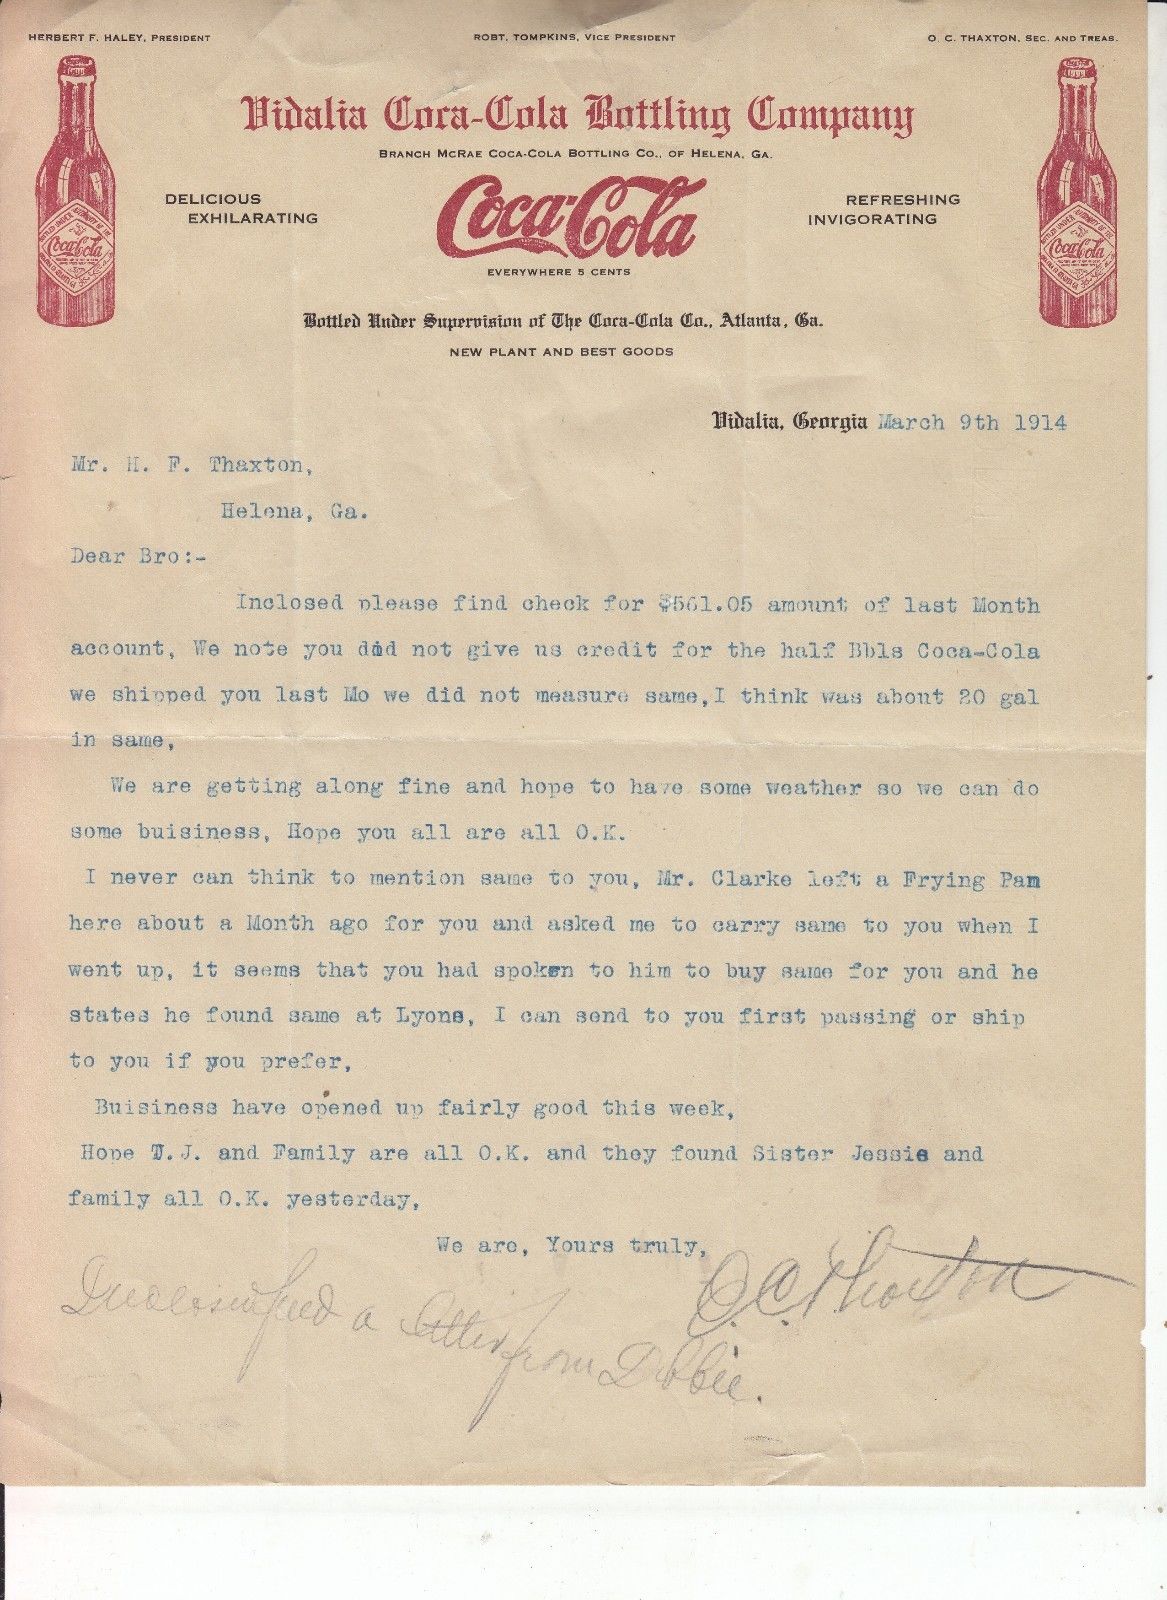 HERBERT F. HALEY, PRESIDENT ROBT. TOMPKINS, VICE PRESIDENT O. C. THAXTON, SEC. AND TREAS.
Vidalia Coca-Cola Bottling Company
BRANCH MCRAE COCA-COLA BOTTLING CO., OF HELENA, GA.
DELICIOUS
EXHILARATING
Coca-Cola
REFRESHING
INVIGORATING
EVERYWHERE 5 CENTS
Coca-Cola
Coca-Cola
Bottled Under Supervision of The Coca-Cola Co., Atlanta, Ga.
NEW PLANT AND BEST GOODS
Vidalia, Georgia March 9th 1914
Mr. H. F. Thaxton,
Helena, Ga.
Dear Bro:-
Inclosed please find check for $561.05 amount of last Month
account, We note you did not give us credit for the half Bbls Coca-Cola
we shipped you last Mo we did not measure same,I think was about 20 gal
in same,
We are getting along fine and hope to have some weather so we can do
some buisiness, Hope you all are all O.K.
I never can think to mention same to you, Mr. Clarke left a Frying Pan
here about a Month ago for you and asked me to carry same to you when I
went up, it seems that you had spoken to him to buy same for you and he
states he found same at Lyons, I can send to you first passing or ship
to you if you prefer,
Buisiness have opened up fairly good this week,
Hope T.J. and Family are all O.K. and they found Sister Jessie and
family all O.K. yesterday,
We are, Yours truly,
O. C. Thaxton
find a letter from Debbie.